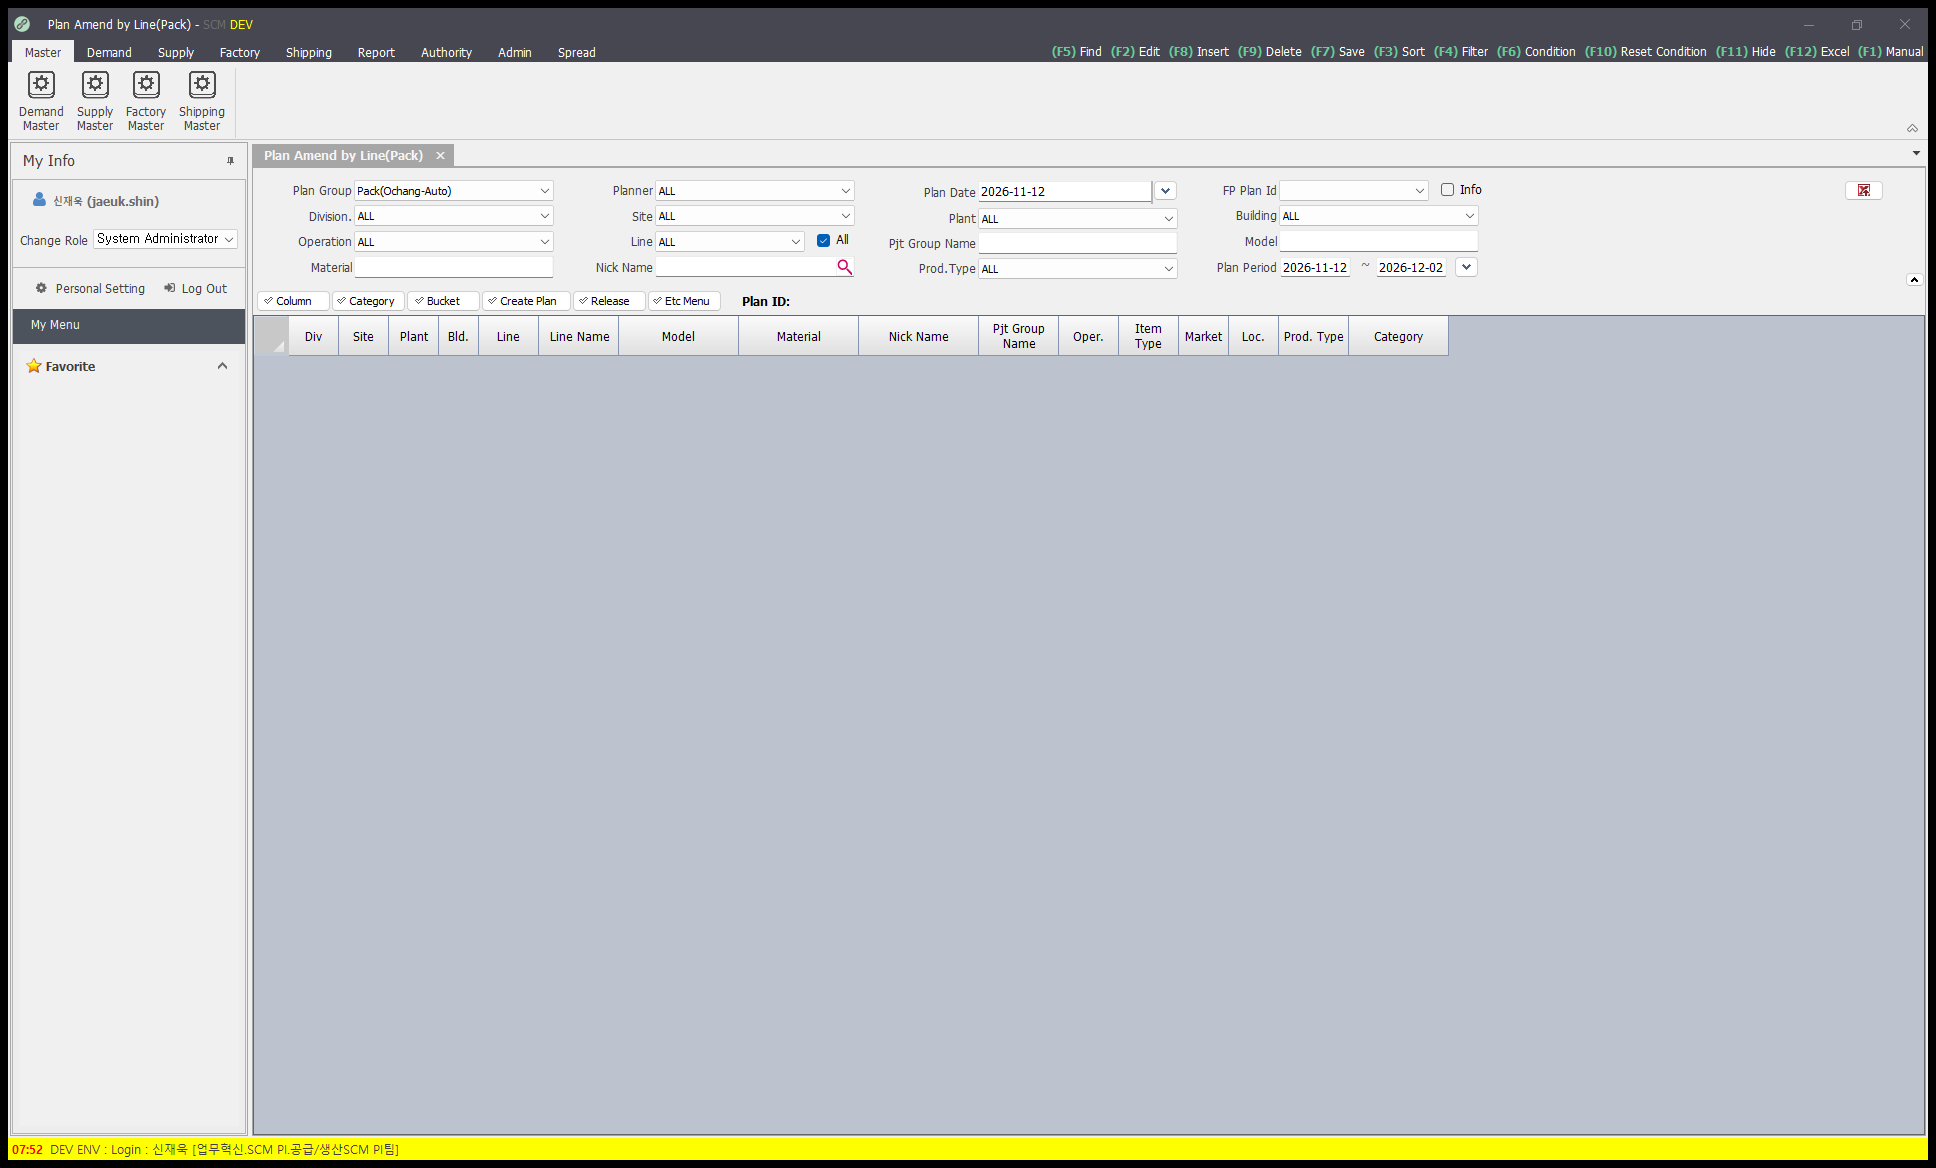 Plan Amend by Line(Pack) - SCM DEV
Master Demand Supply Factory Shipping Report Authority Admin Spread
(F5) Find (F2) Edit (F8) Insert (F9) Delete (F7) Save (F3) Sort (F4) Filter (F6) Condition (F10) Reset Condition (F11) Hide (F12) Excel (F1) Manual
Demand Master
Supply Master
Factory Master
Shipping Master
My Info
신재욱 (jaeuk.shin)
Change Role System Administrator
Personal Setting Log Out
My Menu
Favorite
Plan Amend by Line(Pack)
Plan Group Pack(Ochang-Auto) Planner ALL Plan Date 2026-11-12 FP Plan Id Info
Division. ALL Site ALL Plant ALL Building ALL
Operation ALL Line ALL All Pjt Group Name Model
Material Nick Name Prod.Type ALL Plan Period 2026-11-12 ~ 2026-12-02
Column Category Bucket Create Plan Release Etc Menu Plan ID:
Div Site Plant Bld. Line Line Name Model Material Nick Name Pjt Group Name Oper. Item Type Market Loc. Prod. Type Category
07:52 DEV ENV : Login : 신재욱 [업무혁신.SCM PI.공급/생산SCM PI팀]